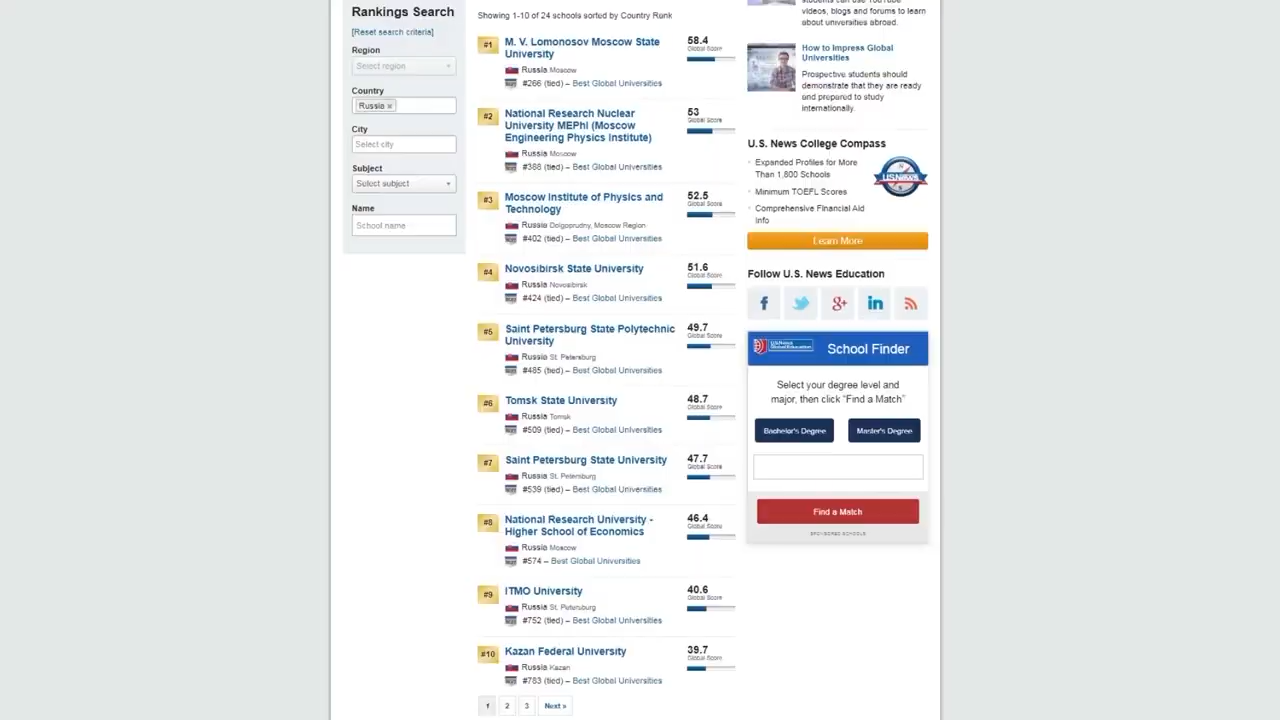 Rankings Search
[Reset search criteria]
Region
Select region
Country
Russia ×
City
Select city
Subject
Select subject
Name
School name
Showing 1-10 of 24 schools sorted by Country Rank
#1
M. V. Lomonosov Moscow State
University
Russia Moscow
#266 (tied) – Best Global Universities
58.4
Global Score
#2
National Research Nuclear
University MEPhI (Moscow
Engineering Physics Institute)
Russia Moscow
#388 (tied) – Best Global Universities
53
Global Score
#3
Moscow Institute of Physics and
Technology
Russia Dolgoprudny, Moscow Region
#402 (tied) – Best Global Universities
52.5
Global Score
#4
Novosibirsk State University
Russia Novosibirsk
#424 (tied) – Best Global Universities
51.6
Global Score
#5
Saint Petersburg State Polytechnic
University
Russia St. Petersburg
#485 (tied) – Best Global Universities
49.7
Global Score
#6
Tomsk State University
Russia Tomsk
#509 (tied) – Best Global Universities
48.7
Global Score
#7
Saint Petersburg State University
Russia St. Petersburg
#539 (tied) – Best Global Universities
47.7
Global Score
#8
National Research University -
Higher School of Economics
Russia Moscow
#574 – Best Global Universities
46.4
Global Score
#9
ITMO University
Russia St. Petersburg
#752 (tied) – Best Global Universities
40.6
Global Score
#10
Kazan Federal University
Russia Kazan
#783 (tied) – Best Global Universities
39.7
Global Score
1 2 3 Next »
students can use YouTube
videos, blogs and forums to learn
about universities abroad.
How to Impress Global
Universities
Prospective students should
demonstrate that they are ready
and prepared to study
internationally.
U.S. News College Compass
Expanded Profiles for More
Than 1,800 Schools
Minimum TOEFL Scores
Comprehensive Financial Aid
Info
USNews
Learn More
Follow U.S. News Education
U.S.News
Global Education
School Finder
Select your degree level and
major, then click “Find a Match”
Bachelor's Degree
Master's Degree
Find a Match
SPONSORED SCHOOLS